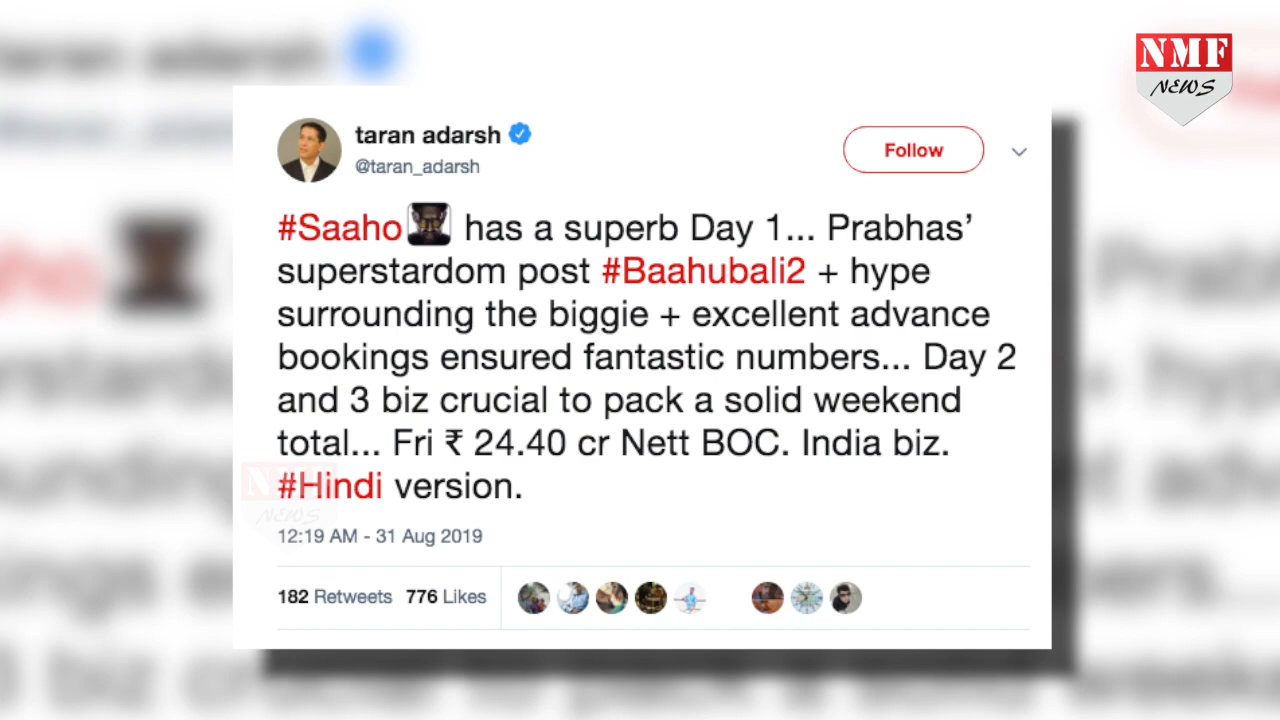 NMF
NEWS
taran adarsh
@taran_adarsh
Follow
#Saaho has a superb Day 1... Prabhas’
superstardom post #Baahubali2 + hype
surrounding the biggie + excellent advance
bookings ensured fantastic numbers... Day 2
and 3 biz crucial to pack a solid weekend
total... Fri ₹ 24.40 cr Nett BOC. India biz.
#Hindi version.
NMF
NEWS
12:19 AM - 31 Aug 2019
182 Retweets 776 Likes